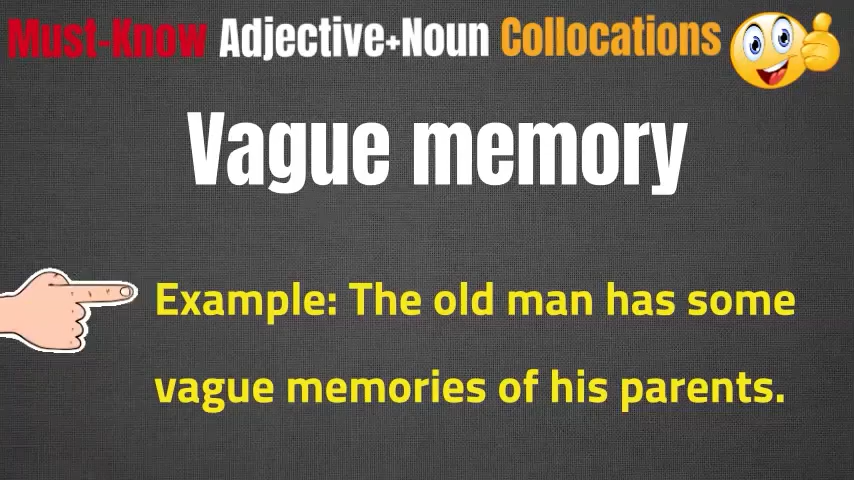 Must-Know Adjective+Noun Collocations
Vague memory
Example: The old man has some
vague memories of his parents.